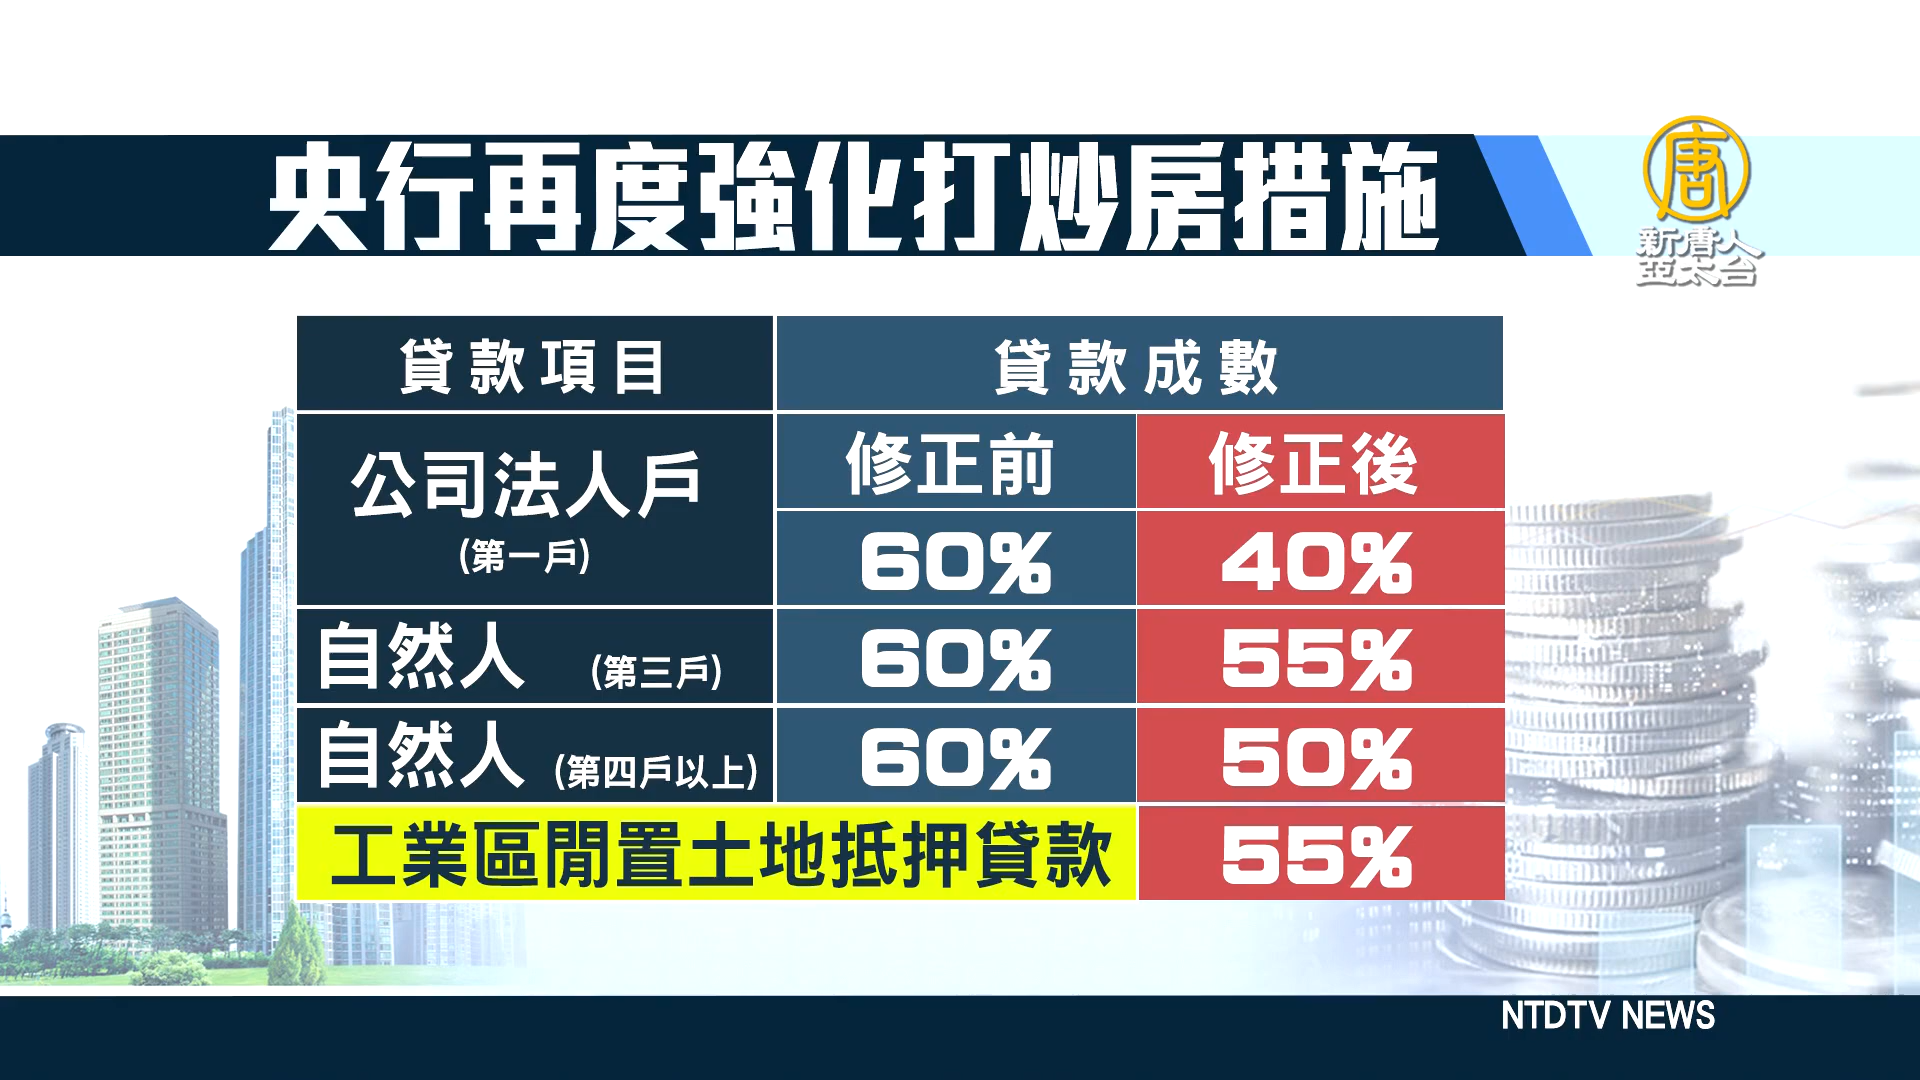 央行再度強化打炒房措施
唐
新唐人
亞太台
貸款項目
貸款成數
公司法人戶
(第一戶)
修正前
修正後
60%
40%
自然人 (第三戶)
60%
55%
自然人 (第四戶以上)
60%
50%
工業區閒置土地抵押貸款
55%
NTDTV NEWS